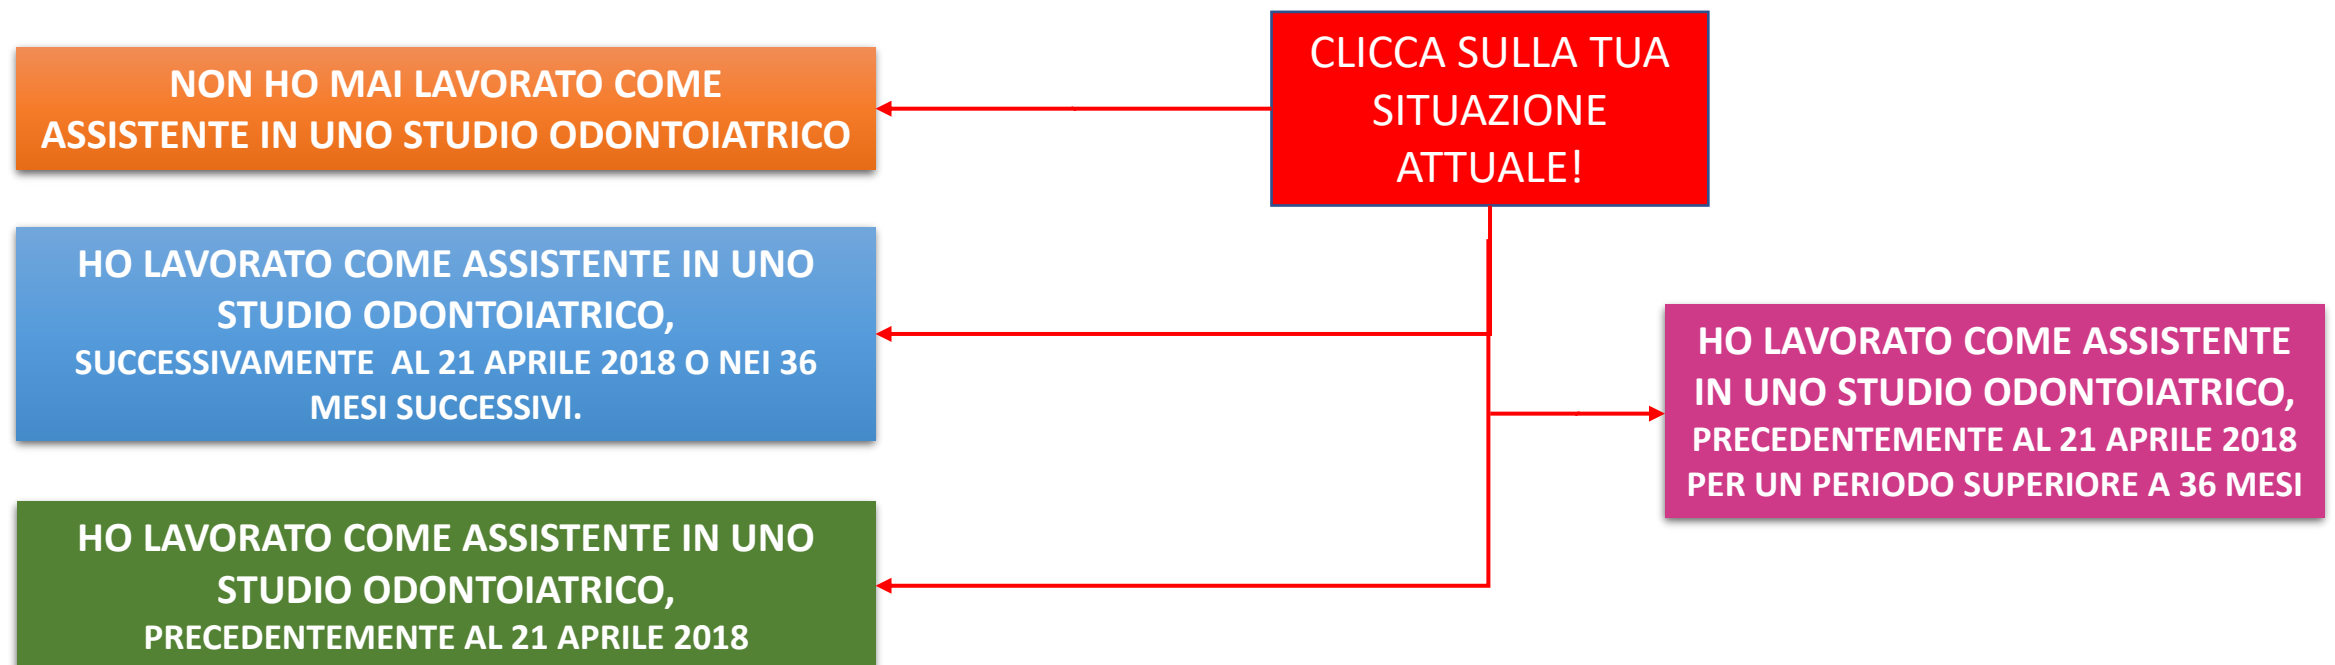 CLICCA SULLA TUA
SITUAZIONE
ATTUALE!
NON HO MAI LAVORATO COME
ASSISTENTE IN UNO STUDIO ODONTOIATRICO
HO LAVORATO COME ASSISTENTE IN UNO
STUDIO ODONTOIATRICO,
SUCCESSIVAMENTE AL 21 APRILE 2018 O NEI 36
MESI SUCCESSIVI.
HO LAVORATO COME ASSISTENTE
IN UNO STUDIO ODONTOIATRICO,
PRECEDENTEMENTE AL 21 APRILE 2018
PER UN PERIODO SUPERIORE A 36 MESI
HO LAVORATO COME ASSISTENTE IN UNO
STUDIO ODONTOIATRICO,
PRECEDENTEMENTE AL 21 APRILE 2018